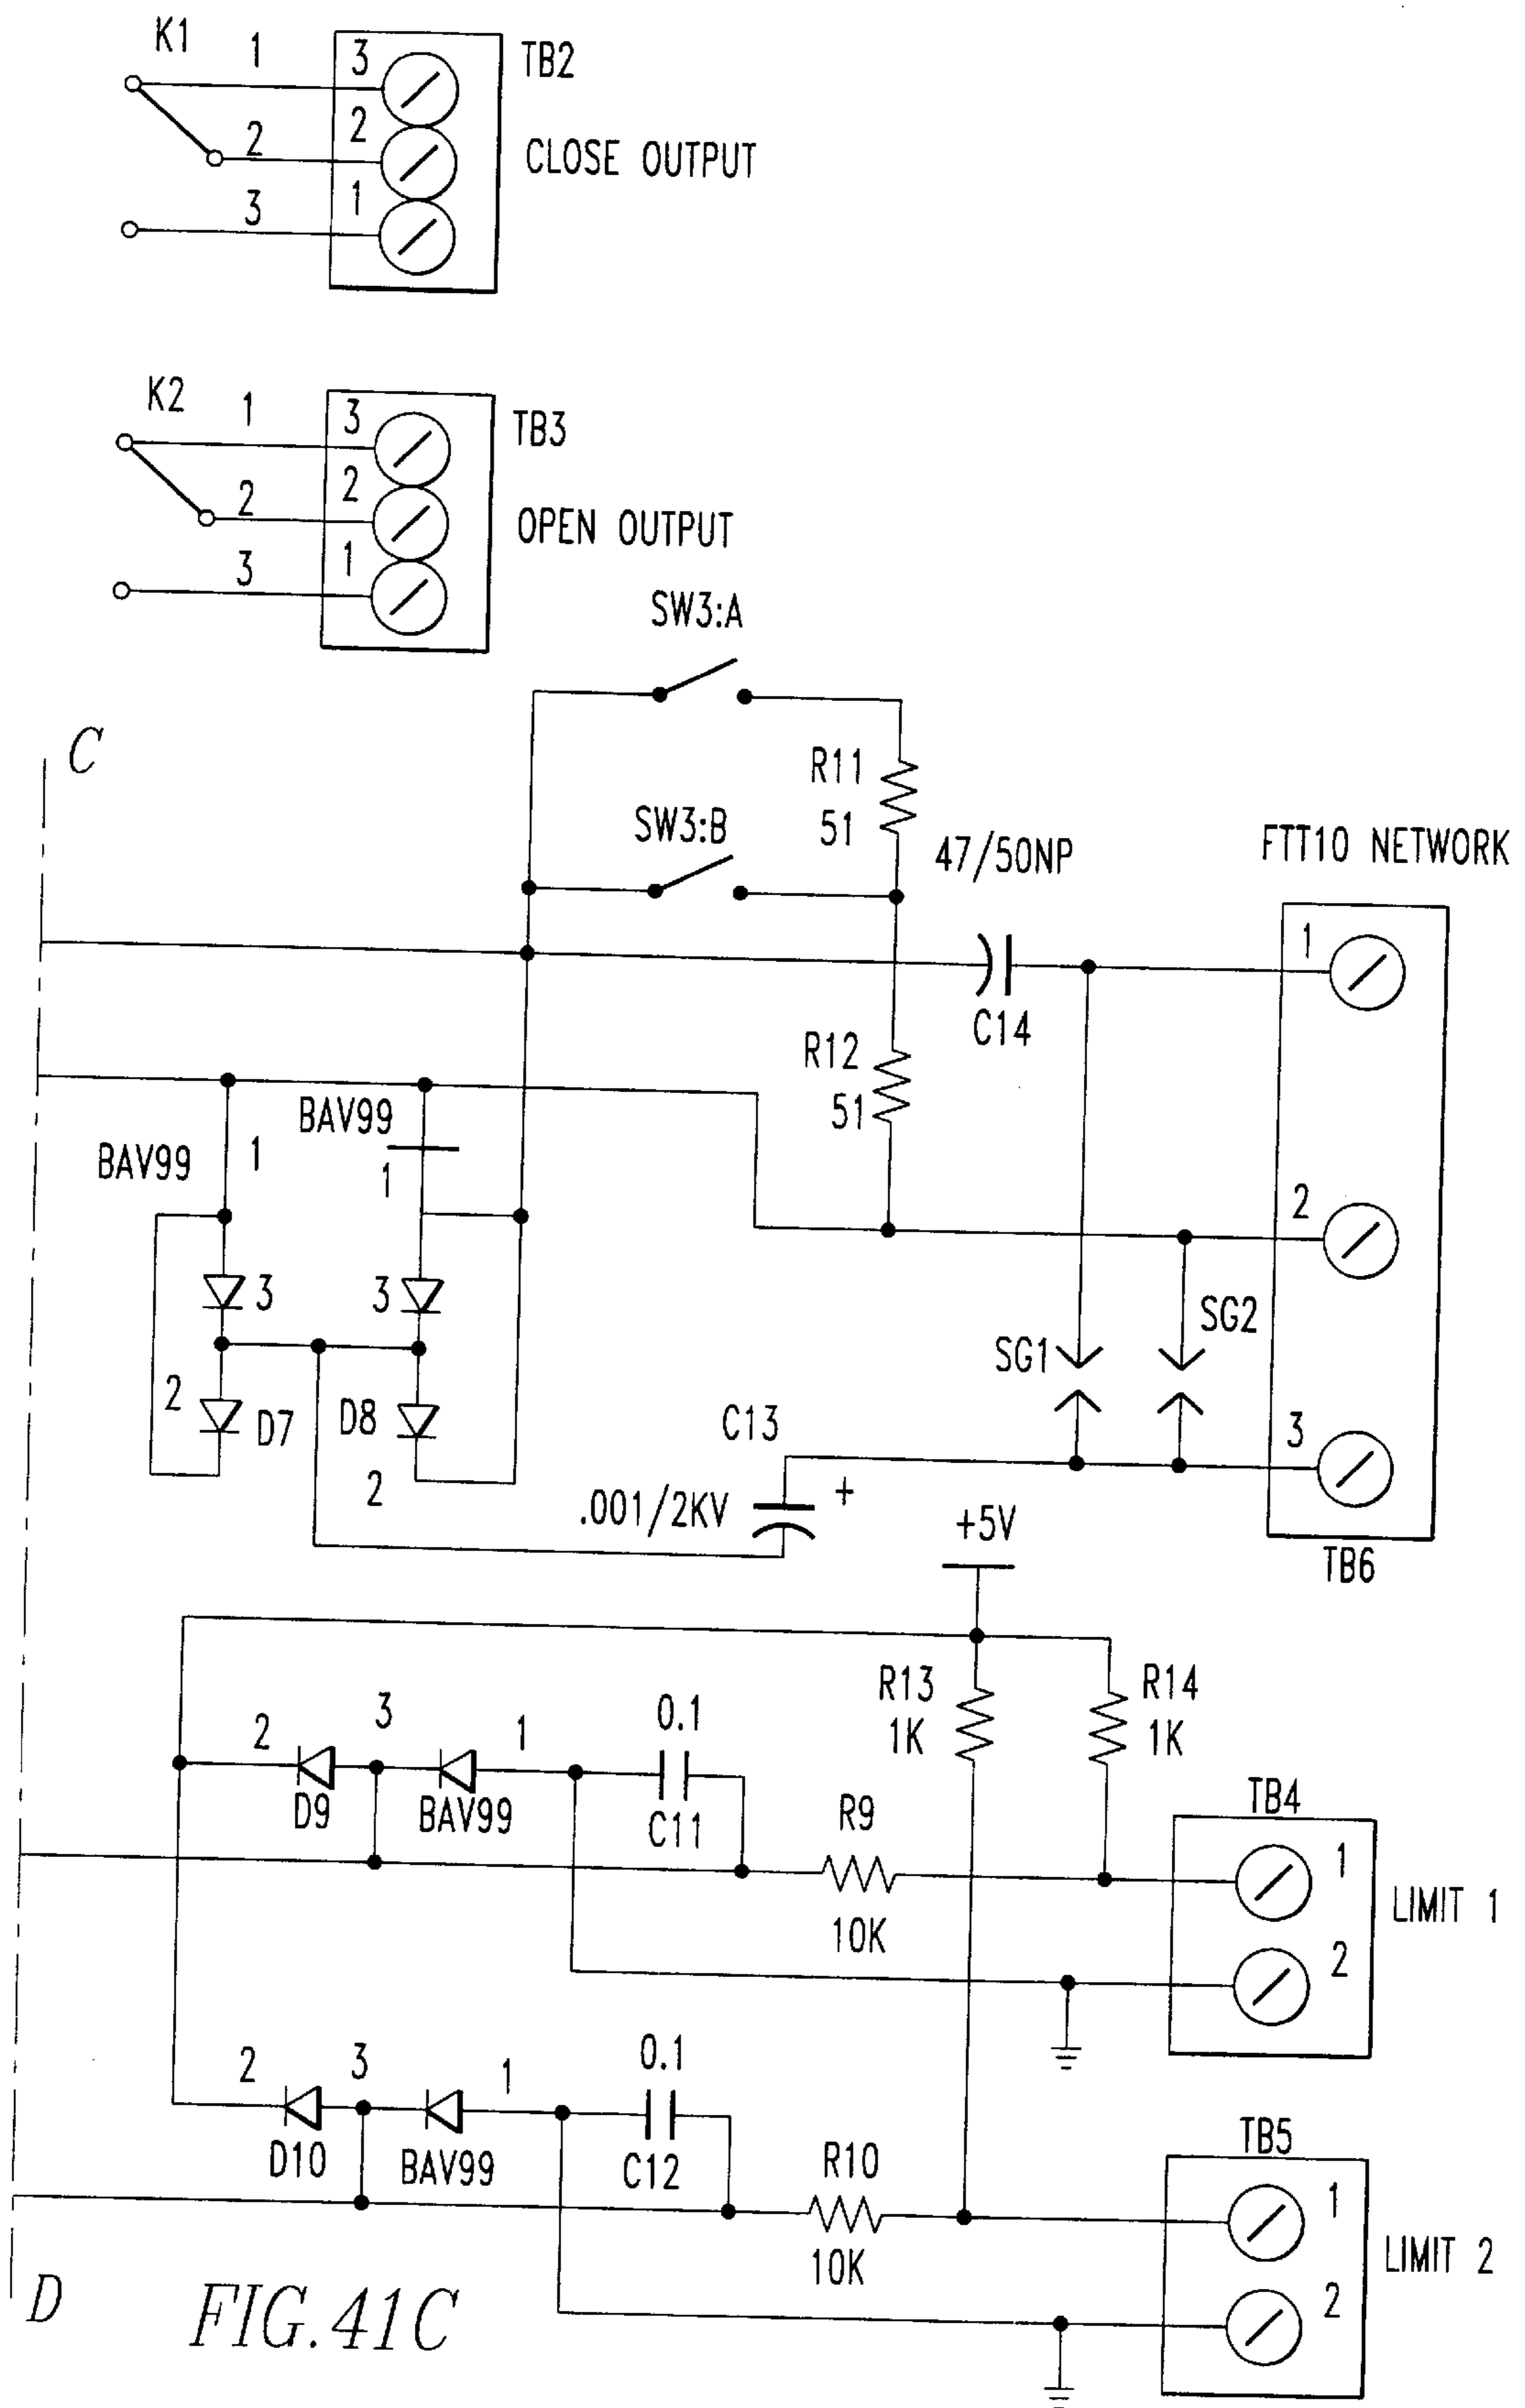 K1 1 3 TB2
2 2 CLOSE OUTPUT
3 1
K2 1 3 TB3
2 2 OPEN OUTPUT
3 1
SW3:A
C
R11
51
SW3:B
47/50NP
FTT10 NETWORK
1
C14
R12
51
BAV99
BAV99 1
1
2
3 3
SG2
SG1
2 D7 D8
C13
3
2
.001/2KV +
+5V
TB6
R13 R14
1K 1K
2 3 1 0.1
D9 BAV99 C11
R9
TB4
1
10K
LIMIT 1
2
2 3 1 0.1
D10 BAV99 C12
R10
TB5
1
10K
LIMIT 2
2
D
FIG.41C